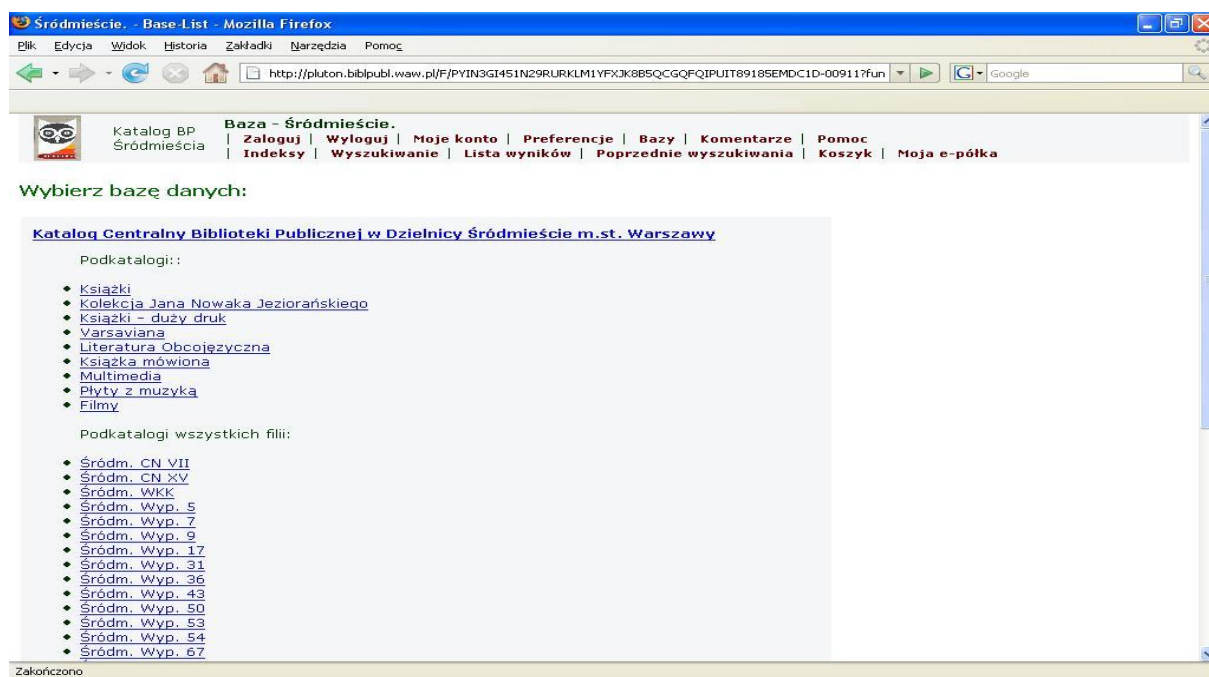 Śródmieście. - Base-List - Mozilla Firefox
Plik Edycja Widok Historia Zakładki Narzędzia Pomoc
http://pluton.biblpubl.waw.pl/F/PYIN3GI451N29RURKLM1YFXJK8B5QCGQFQIPUIT89185EMDC1D-00911?fun Google
Katalog BP Śródmieścia
Baza - Śródmieście.
| Zaloguj | Wyloguj | Moje konto | Preferencje | Bazy | Komentarze | Pomoc
| Indeksy | Wyszukiwanie | Lista wyników | Poprzednie wyszukiwania | Koszyk | Moja e-półka
Wybierz bazę danych:
Katalog Centralny Biblioteki Publicznej w Dzielnicy Śródmieście m.st. Warszawy
Podkatalogi::
Książki
Kolekcja Jana Nowaka Jeziorańskiego
Książki - duży druk
Varsaviana
Literatura Obcojęzyczna
Książka mówiona
Multimedia
Płyty z muzyką
Filmy
Podkatalogi wszystkich filii:
Śródm. CN VII
Śródm. CN XV
Śródm. WKK
Śródm. Wyp. 5
Śródm. Wyp. 7
Śródm. Wyp. 9
Śródm. Wyp. 17
Śródm. Wyp. 31
Śródm. Wyp. 36
Śródm. Wyp. 43
Śródm. Wyp. 50
Śródm. Wyp. 53
Śródm. Wyp. 54
Śródm. Wyp. 67
Zakończono